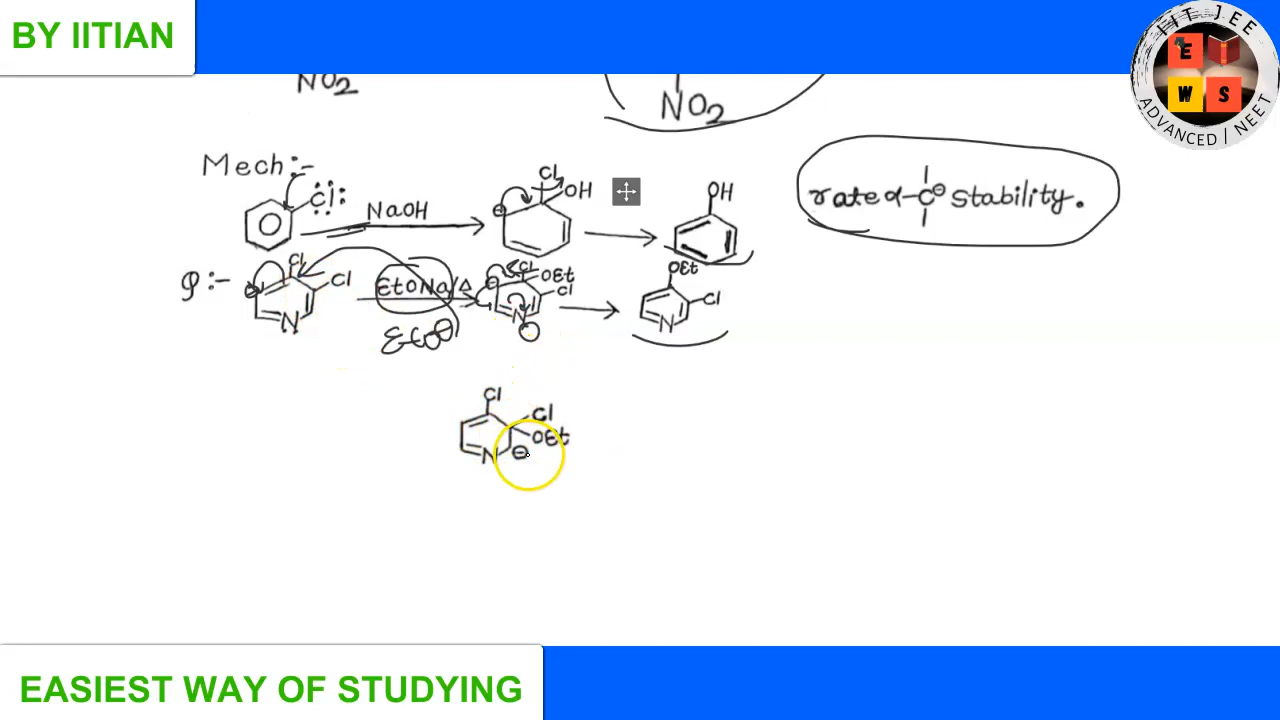 BY IITIAN
IIT JEE
E
W S
ADVANCED / NEET
NO2
NO2
Mech :-
Cl
NaOH
Cl
OH
OH
rate α -C⊖ stability.
Q :-
Cl
Cl
N
EtONa/Δ
EtO⊖
Cl
OEt
Cl
N
OEt
Cl
N
Cl
Cl
OEt
N
⊖
EASIEST WAY OF STUDYING